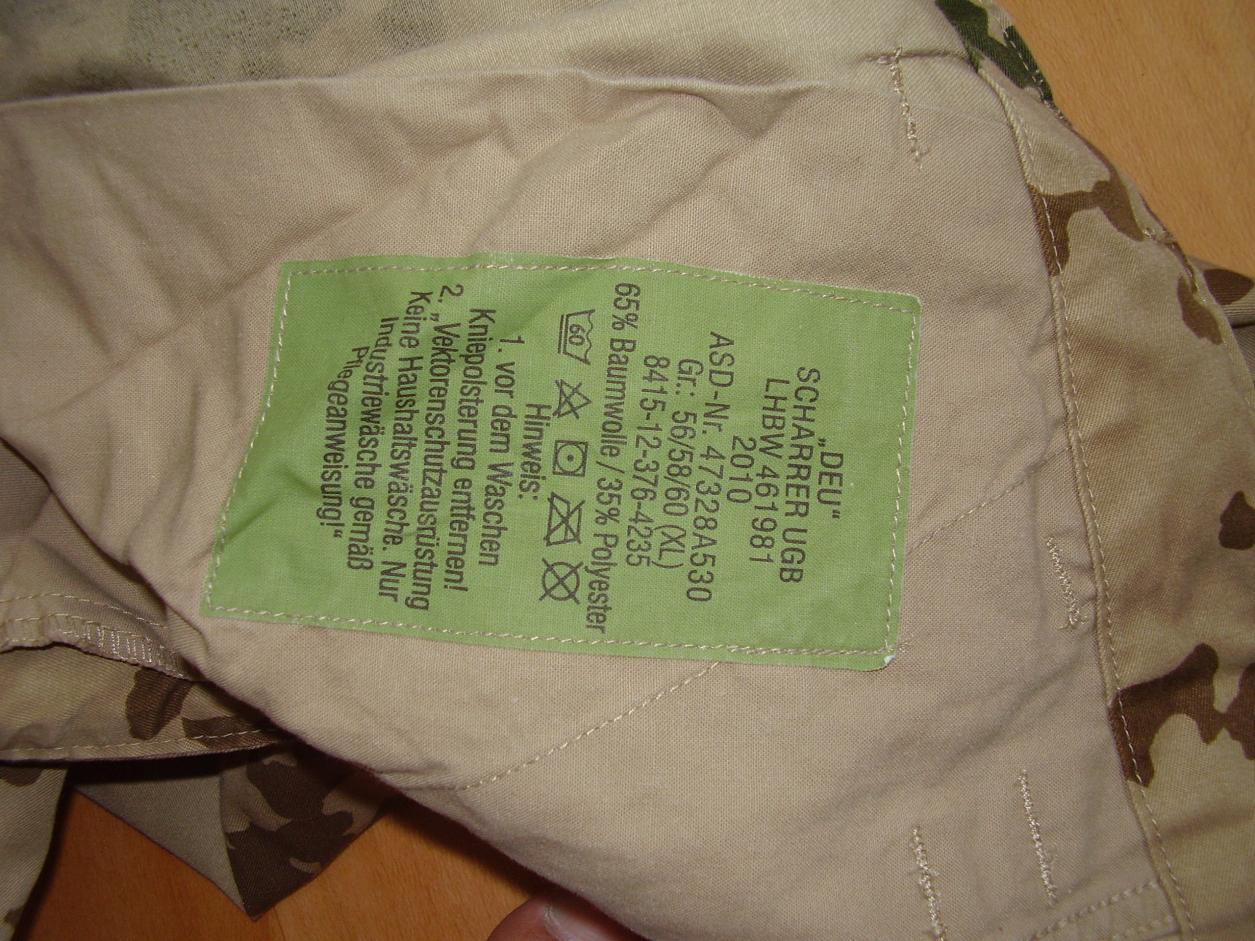 „DEU“
SCHARRER UGB
LHBW 461981
2010
ASD-Nr. 47328A530
Gr.: 56/58/60 (XL)
8415-12-376-4235
65% Baumwolle / 35% Polyester
60
Hinweis:
1. vor dem Waschen
Kniepolsterung entfernen!
2. „Vektorenschutzausrüstung
Keine Haushaltswäsche. Nur
Industriewäsche gemäß
Pflegeanweisung!“